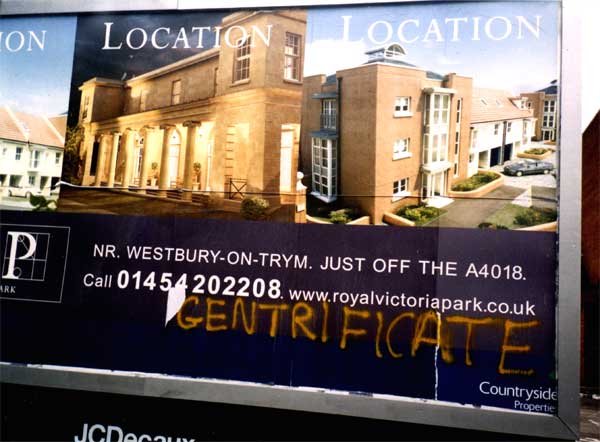 ION LOCATION LOCATION
P
ARK
NR. WESTBURY-ON-TRYM. JUST OFF THE A4018.
Call 01454 202208. www.royalvictoriapark.co.uk
GENTRIFICATE
Countryside
Propertie
JCDecaux